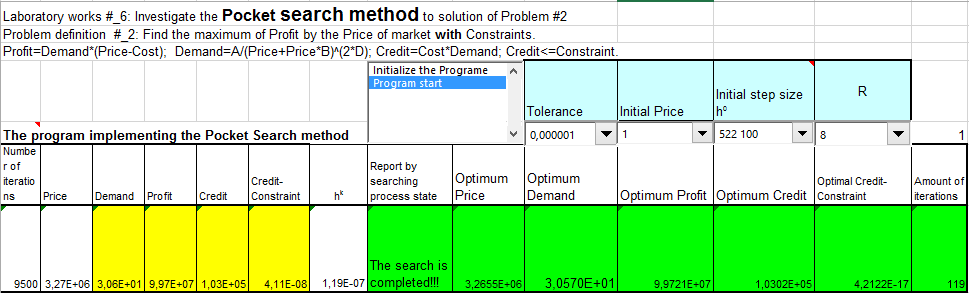 Laboratory works #_6: Investigate the Pocket search method to solution of Problem #2
Problem definition #_2: Find the maximum of Profit by the Price of market with Constraints.
Profit=Demand*(Price-Cost); Demand=A/(Price+Price*B)^(2*D); Credit=Cost*Demand; Credit<=Constraint.
Initialize the Programe
Program start
Tolerance Initial Price Initial step size h⁰ R
The program implementing the Pocket Search method 0,000001 1 522 100 8 1
Numbe
r of
iteratio
ns Price Demand Profit Credit Credit-
Constraint hᵏ Report by
searching
process state Optimum
Price Optimum
Demand Optimum Profit Optimum Credit Optimal Credit-
Constraint Amount of
iterations
9500 3,27E+06 3,06E+01 9,97E+07 1,03E+05 4,11E-08 1,19E-07 The search is
completed!!! 3,2655E+06 3,0570E+01 9,9721E+07 1,0302E+05 4,2122E-17 119